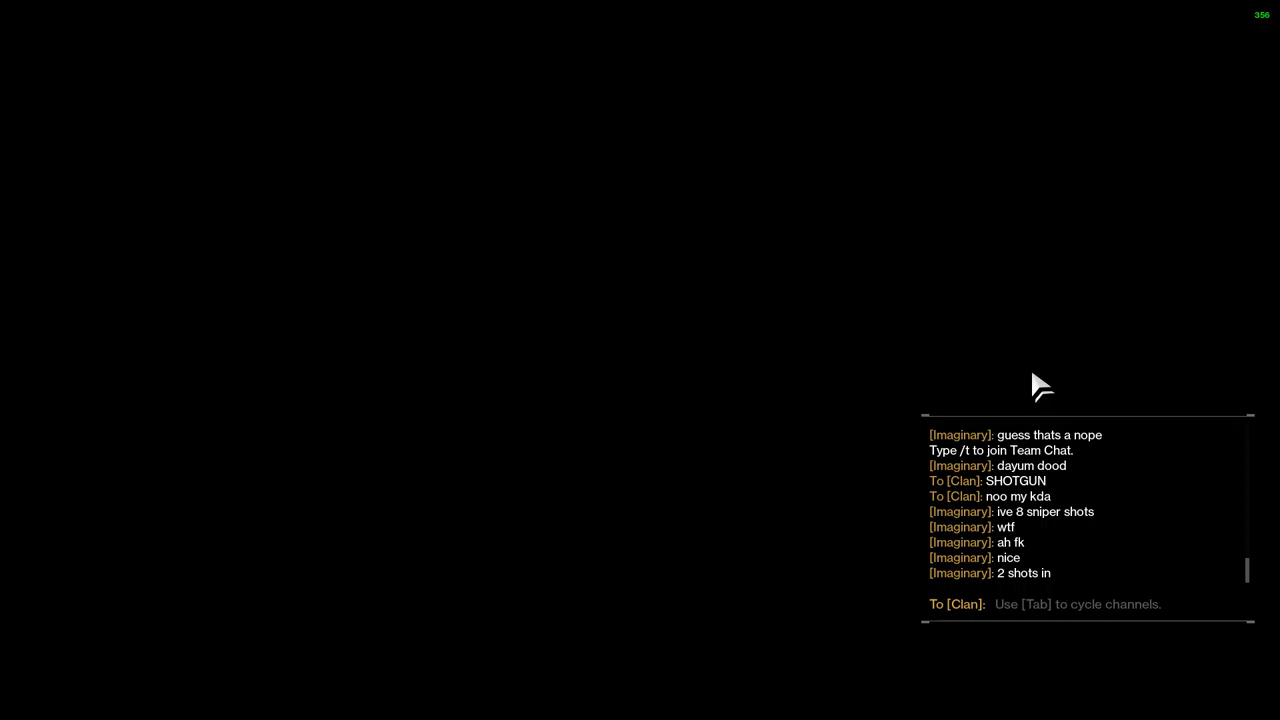 356
[Imaginary]: guess thats a nope
Type /t to join Team Chat.
[Imaginary]: dayum dood
To [Clan]: SHOTGUN
To [Clan]: noo my kda
[Imaginary]: ive 8 sniper shots
[Imaginary]: wtf
[Imaginary]: ah fk
[Imaginary]: nice
[Imaginary]: 2 shots in
To [Clan]: Use [Tab] to cycle channels.